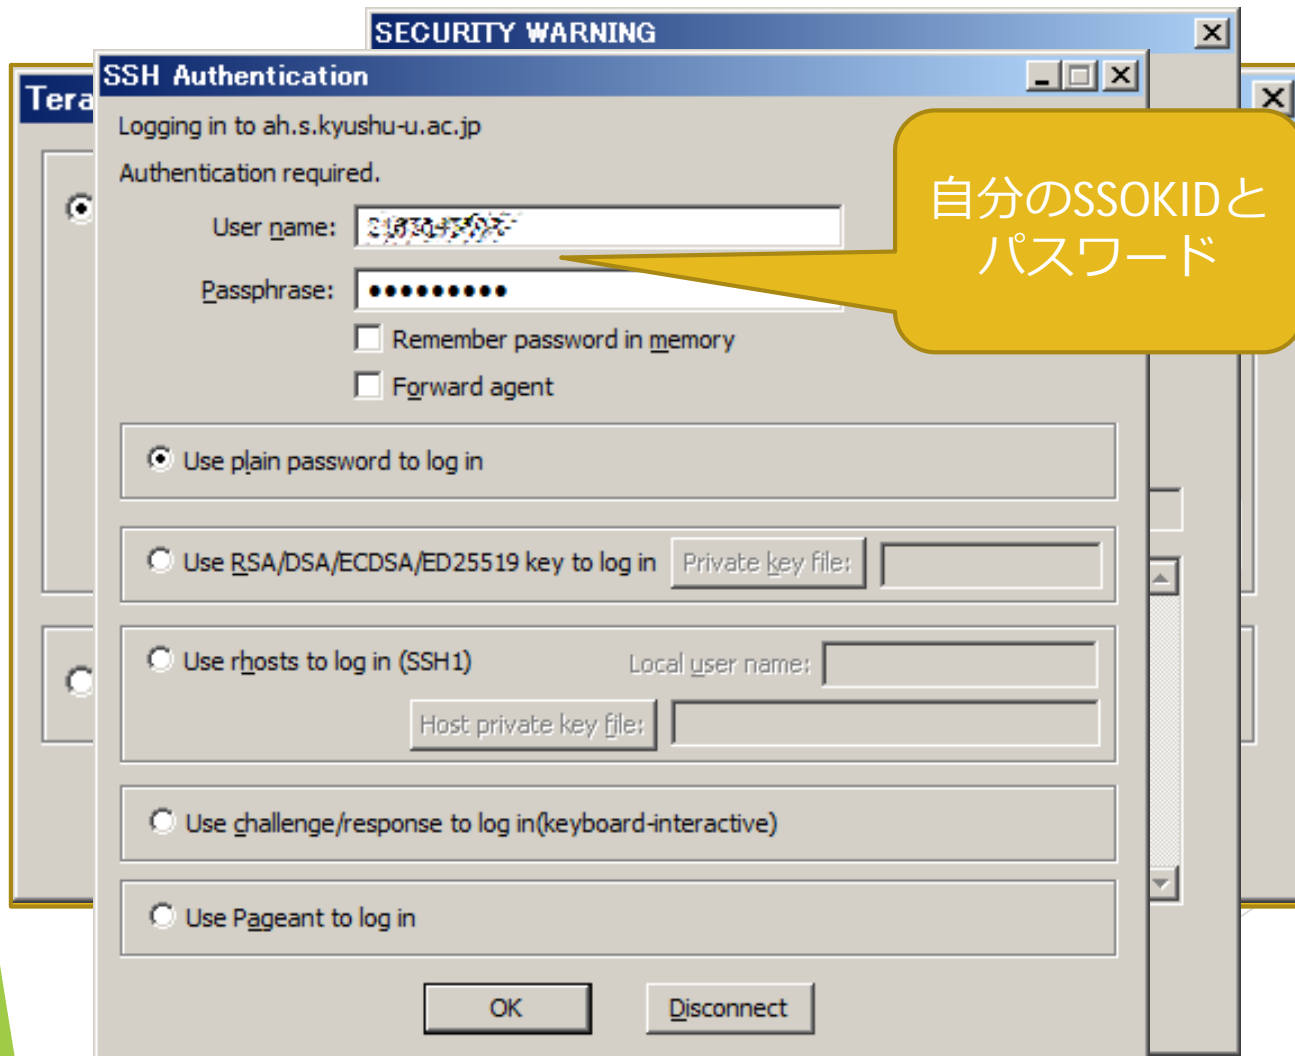 SECURITY WARNING
SSH Authentication
Tera
Logging in to ah.s.kyushu-u.ac.jp
Authentication required.
User name:
Passphrase: ●●●●●●●●●
自分のSSOKIDと
パスワード
Remember password in memory
Forward agent
Use plain password to log in
Use RSA/DSA/ECDSA/ED25519 key to log in Private key file:
Use rhosts to log in (SSH1) Local user name:
Host private key file:
Use challenge/response to log in(keyboard-interactive)
Use Pageant to log in
OK Disconnect